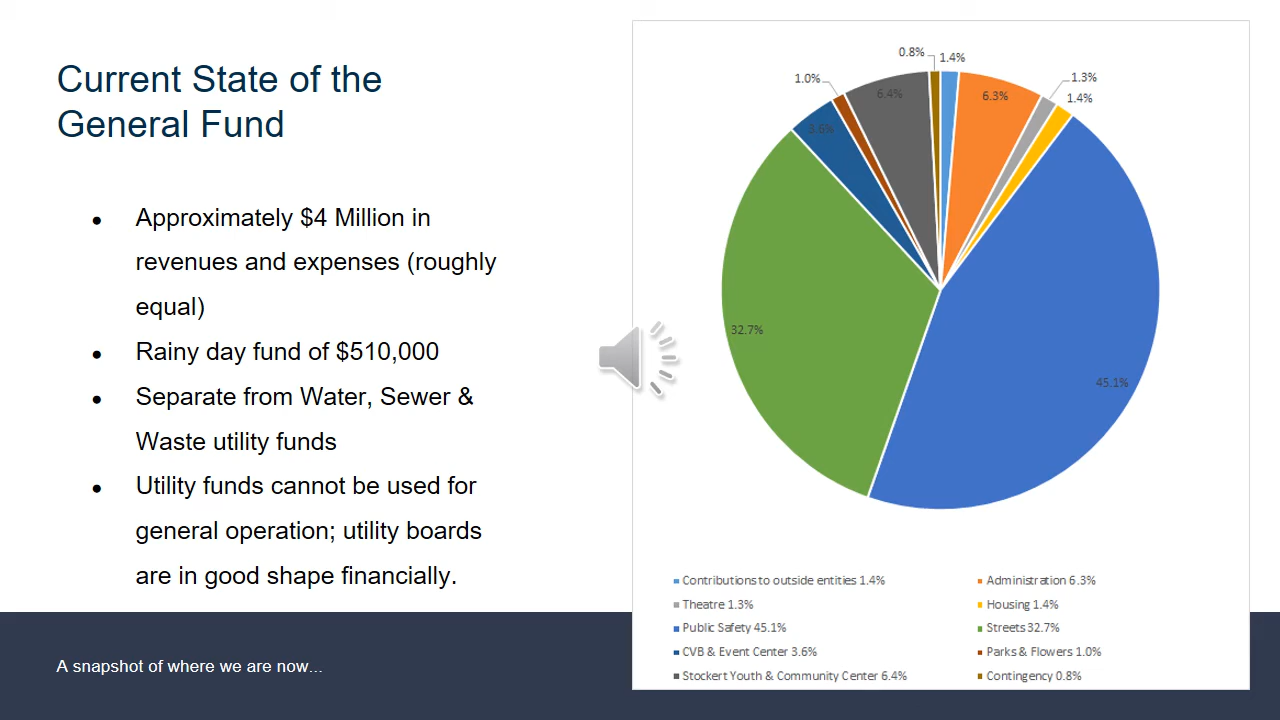 Current State of the
General Fund
● Approximately $4 Million in
revenues and expenses (roughly
equal)
● Rainy day fund of $510,000
● Separate from Water, Sewer &
Waste utility funds
● Utility funds cannot be used for
general operation; utility boards
are in good shape financially.
A snapshot of where we are now...
0.8%
1.4%
1.0%
6.4%
6.3%
1.3%
1.4%
3.6%
32.7%
45.1%
Contributions to outside entities 1.4%
Administration 6.3%
Theatre 1.3%
Housing 1.4%
Public Safety 45.1%
Streets 32.7%
CVB & Event Center 3.6%
Parks & Flowers 1.0%
Stockert Youth & Community Center 6.4%
Contingency 0.8%